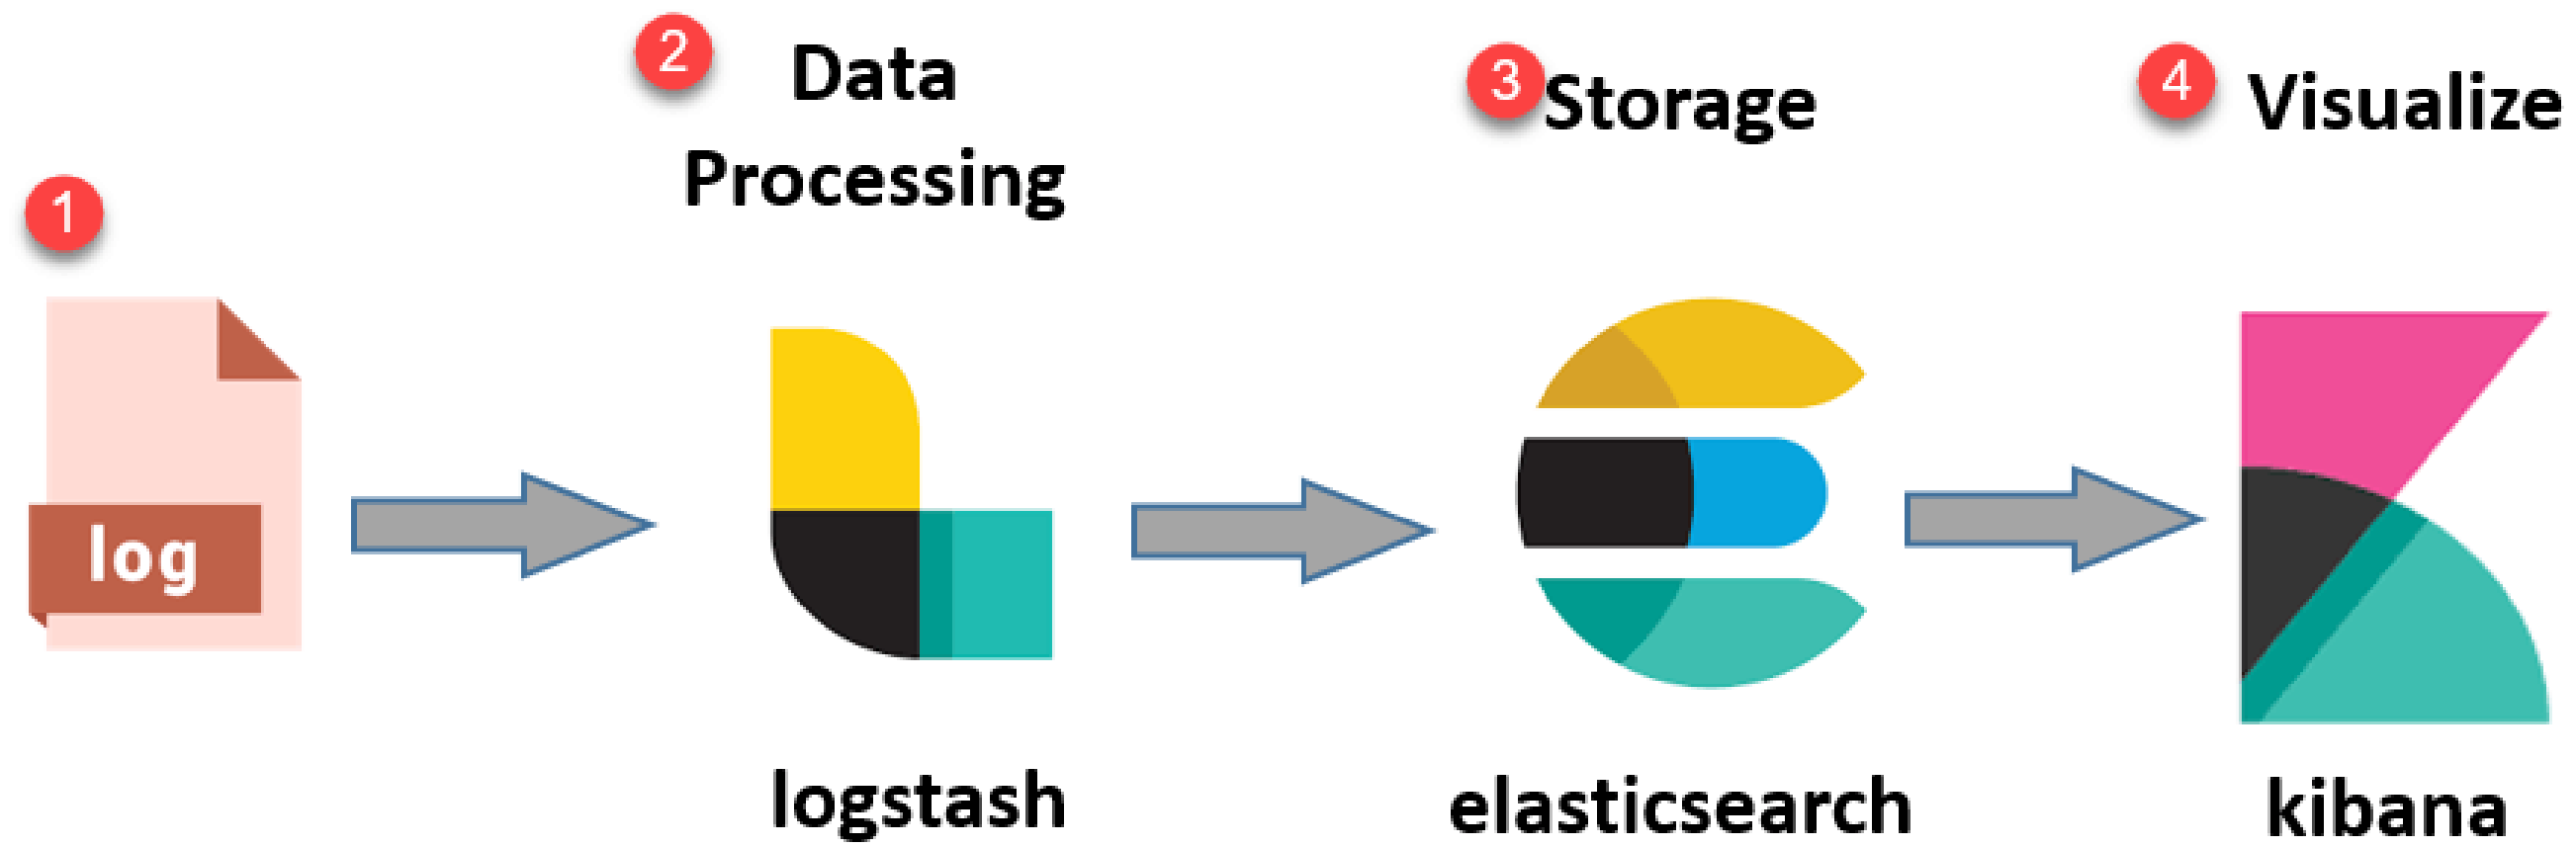 1
log
2
Data
Processing
logstash
3
Storage
elasticsearch
4
Visualize
kibana